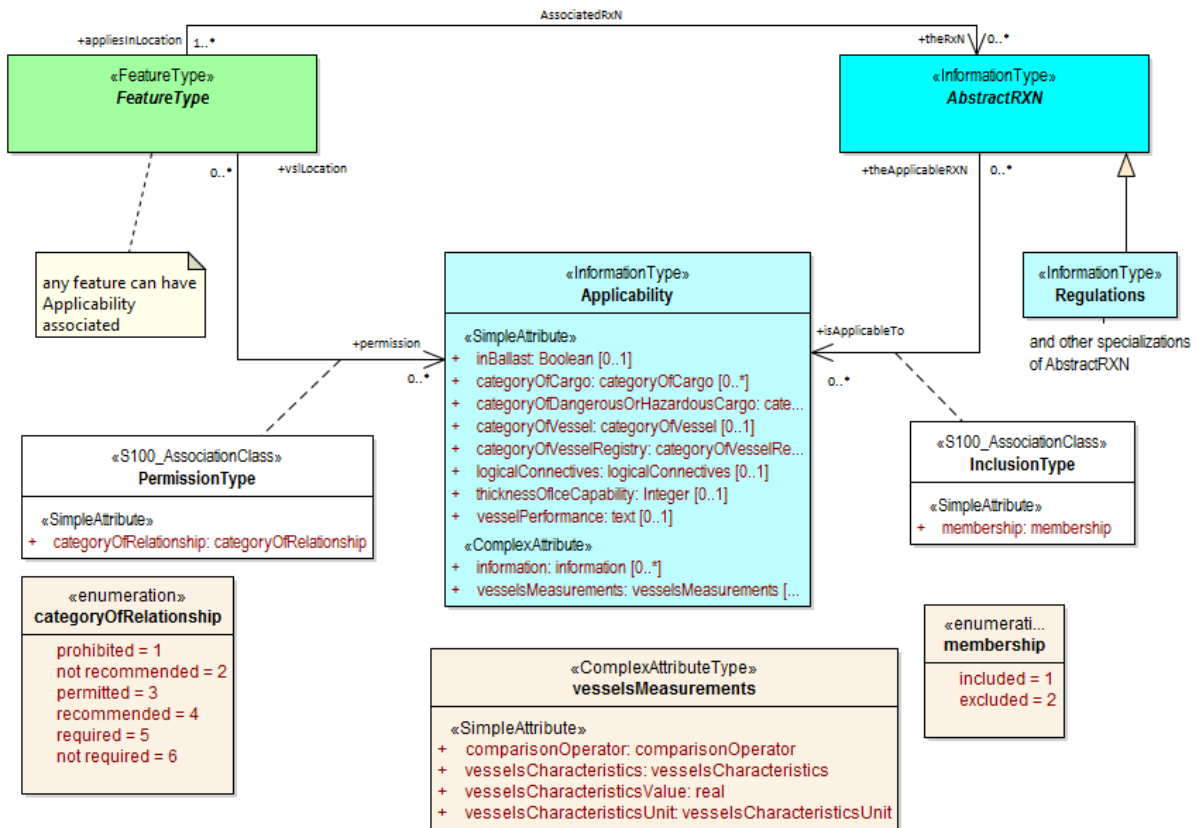 AssociatedRxN
+appliesInLocation
1..*
+theRxN
0..*
«FeatureType»
FeatureType
«InformationType»
AbstractRXN
0..*
+vslLocation
+theApplicableRXN
0..*
any feature can have
Applicability
associated
«InformationType»
Applicability
«SimpleAttribute»
+ inBallast: Boolean [0..1]
+ categoryOfCargo: categoryOfCargo [0..*]
+ categoryOfDangerousOrHazardousCargo: cate...
+ categoryOfVessel: categoryOfVessel [0..1]
+ categoryOfVesselRegistry: categoryOfVesselRe...
+ logicalConnectives: logicalConnectives [0..1]
+ thicknessOfIceCapability: Integer [0..1]
+ vesselPerformance: text [0..1]
«ComplexAttribute»
+ information: information [0..*]
+ vesselsMeasurements: vesselsMeasurements [...
«InformationType»
Regulations
and other specializations
of AbstractRXN
+permission
0..*
+isApplicableTo
0..*
«S100_AssociationClass»
PermissionType
«SimpleAttribute»
+ categoryOfRelationship: categoryOfRelationship
«S100_AssociationClass»
InclusionType
«SimpleAttribute»
+ membership: membership
«enumeration»
categoryOfRelationship
prohibited = 1
not recommended = 2
permitted = 3
recommended = 4
required = 5
not required = 6
«ComplexAttributeType»
vesselsMeasurements
«SimpleAttribute»
+ comparisonOperator: comparisonOperator
+ vesselsCharacteristics: vesselsCharacteristics
+ vesselsCharacteristicsValue: real
+ vesselsCharacteristicsUnit: vesselsCharacteristicsUnit
«enumerati...
membership
included = 1
excluded = 2